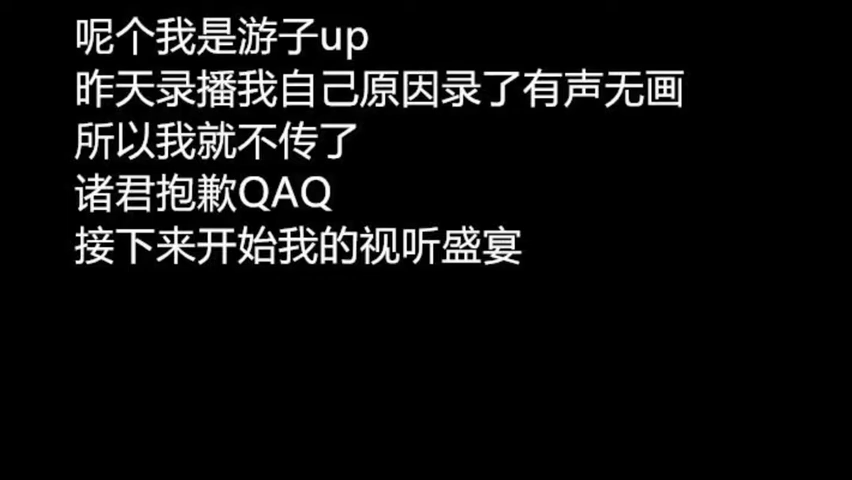 呢个我是游子up
昨天录播我自己原因录了有声无画
所以我就不传了
诸君抱歉QAQ
接下来开始我的视听盛宴